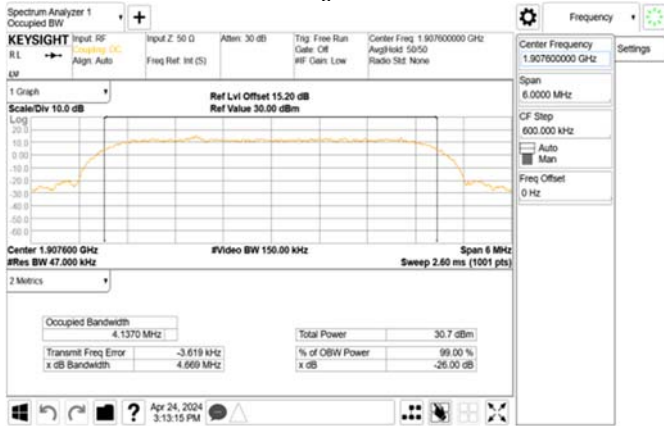 Spectrum Analyzer 1
Occupied BW
Frequency
KEYSIGHT Input: RF Input Z: 50 Ω Atten: 30 dB Trig: Free Run Center Freq: 1.907600000 GHz
RL Coupling: DC Gate: Off Avg|Hold: 50/50
Align: Auto Freq Ref: Int (S) #IF Gain: Low Radio Std: None
Center Frequency
1.907600000 GHz
Settings
Span
6.0000 MHz
CF Step
600.000 kHz
Auto
Man
Freq Offset
0 Hz
1 Graph
Ref Lvl Offset 15.20 dB
Scale/Div 10.0 dB Ref Value 30.00 dBm
Log
20.0
10.0
0.00
-10.0
-20.0
-30.0
-40.0
-50.0
-60.0
Center 1.907600 GHz #Video BW 150.00 kHz Span 6 MHz
#Res BW 47.000 kHz Sweep 2.60 ms (1001 pts)
2 Metrics
Occupied Bandwidth
4.1370 MHz Total Power 30.7 dBm
Transmit Freq Error -3.619 kHz % of OBW Power 99.00 %
x dB Bandwidth 4.669 MHz x dB -26.00 dB
? Apr 24, 2024
3:13:15 PM